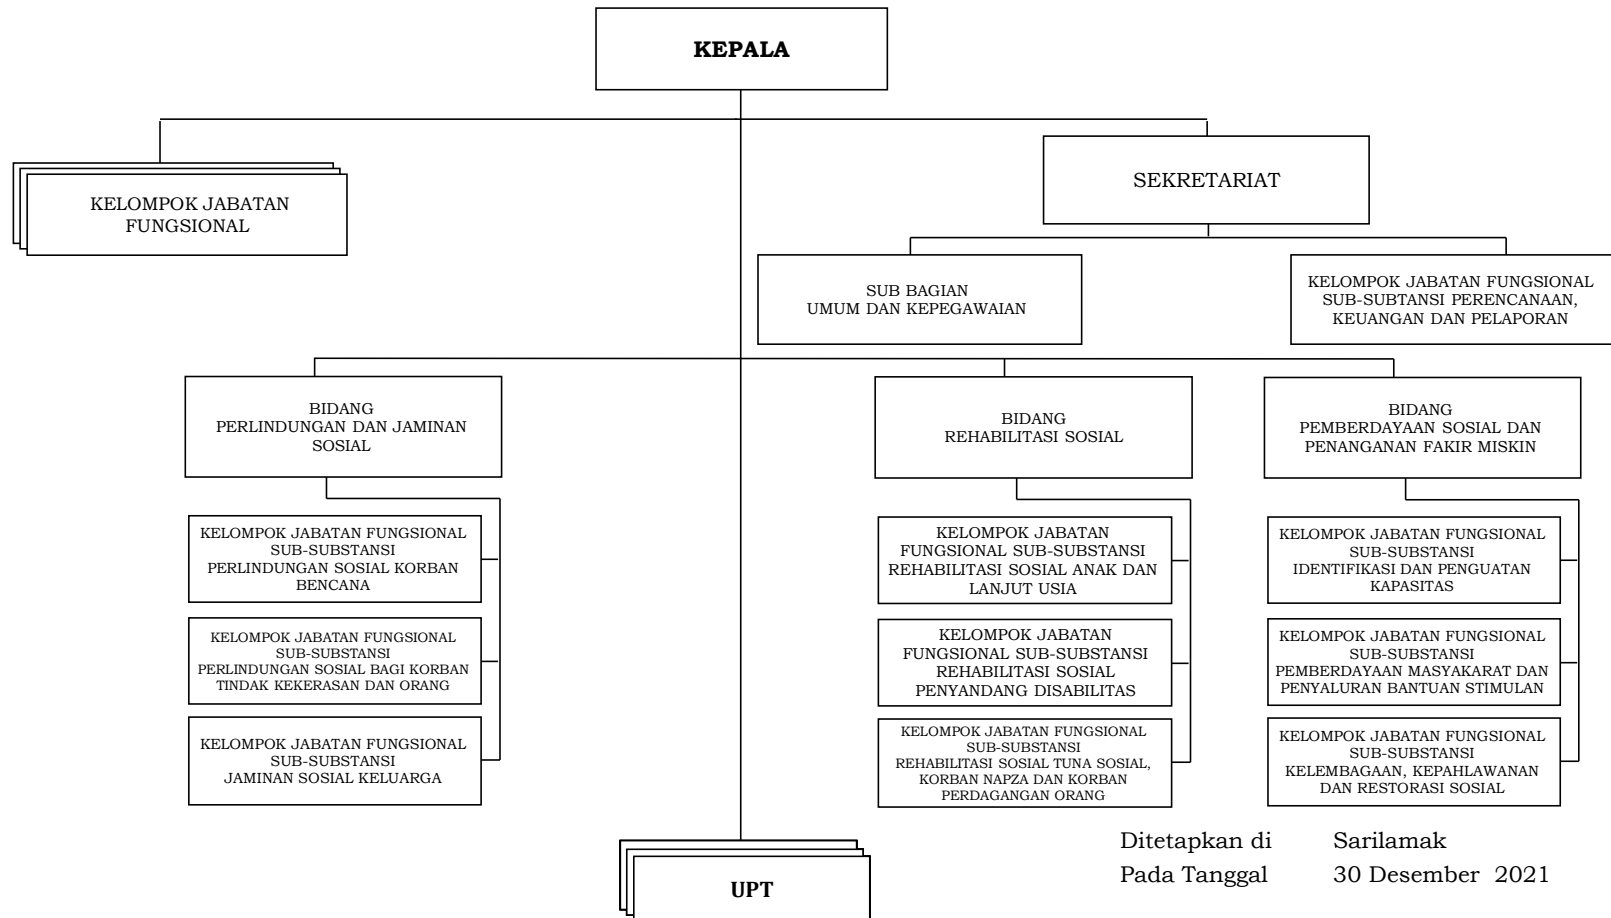 KEPALA
KELOMPOK JABATAN
FUNGSIONAL
SEKRETARIAT
SUB BAGIAN
UMUM DAN KEPEGAWAIAN
KELOMPOK JABATAN FUNGSIONAL
SUB-SUBTANSI PERENCANAAN,
KEUANGAN DAN PELAPORAN
BIDANG
PERLINDUNGAN DAN JAMINAN
SOSIAL
BIDANG
REHABILITASI SOSIAL
BIDANG
PEMBERDAYAAN SOSIAL DAN
PENANGANAN FAKIR MISKIN
KELOMPOK JABATAN FUNGSIONAL
SUB-SUBSTANSI
PERLINDUNGAN SOSIAL KORBAN
BENCANA
KELOMPOK JABATAN FUNGSIONAL
SUB-SUBSTANSI
PERLINDUNGAN SOSIAL BAGI KORBAN
TINDAK KEKERASAN DAN ORANG
KELOMPOK JABATAN FUNGSIONAL
SUB-SUBSTANSI
JAMINAN SOSIAL KELUARGA
KELOMPOK JABATAN
FUNGSIONAL SUB-SUBSTANSI
REHABILITASI SOSIAL ANAK DAN
LANJUT USIA
KELOMPOK JABATAN
FUNGSIONAL SUB-SUBSTANSI
REHABILITASI SOSIAL
PENYANDANG DISABILITAS
KELOMPOK JABATAN FUNGSIONAL
SUB-SUBSTANSI
REHABILITASI SOSIAL TUNA SOSIAL,
KORBAN NAPZA DAN KORBAN
PERDAGANGAN ORANG
KELOMPOK JABATAN FUNGSIONAL
SUB-SUBSTANSI
IDENTIFIKASI DAN PENGUATAN
KAPASITAS
KELOMPOK JABATAN FUNGSIONAL
SUB-SUBSTANSI
PEMBERDAYAAN MASYAKARAT DAN
PENYALURAN BANTUAN STIMULAN
KELOMPOK JABATAN FUNGSIONAL
SUB-SUBSTANSI
KELEMBAGAAN, KEPAHLAWANAN
DAN RESTORASI SOSIAL
Ditetapkan di Sarilamak
Pada Tanggal 30 Desember 2021
UPT